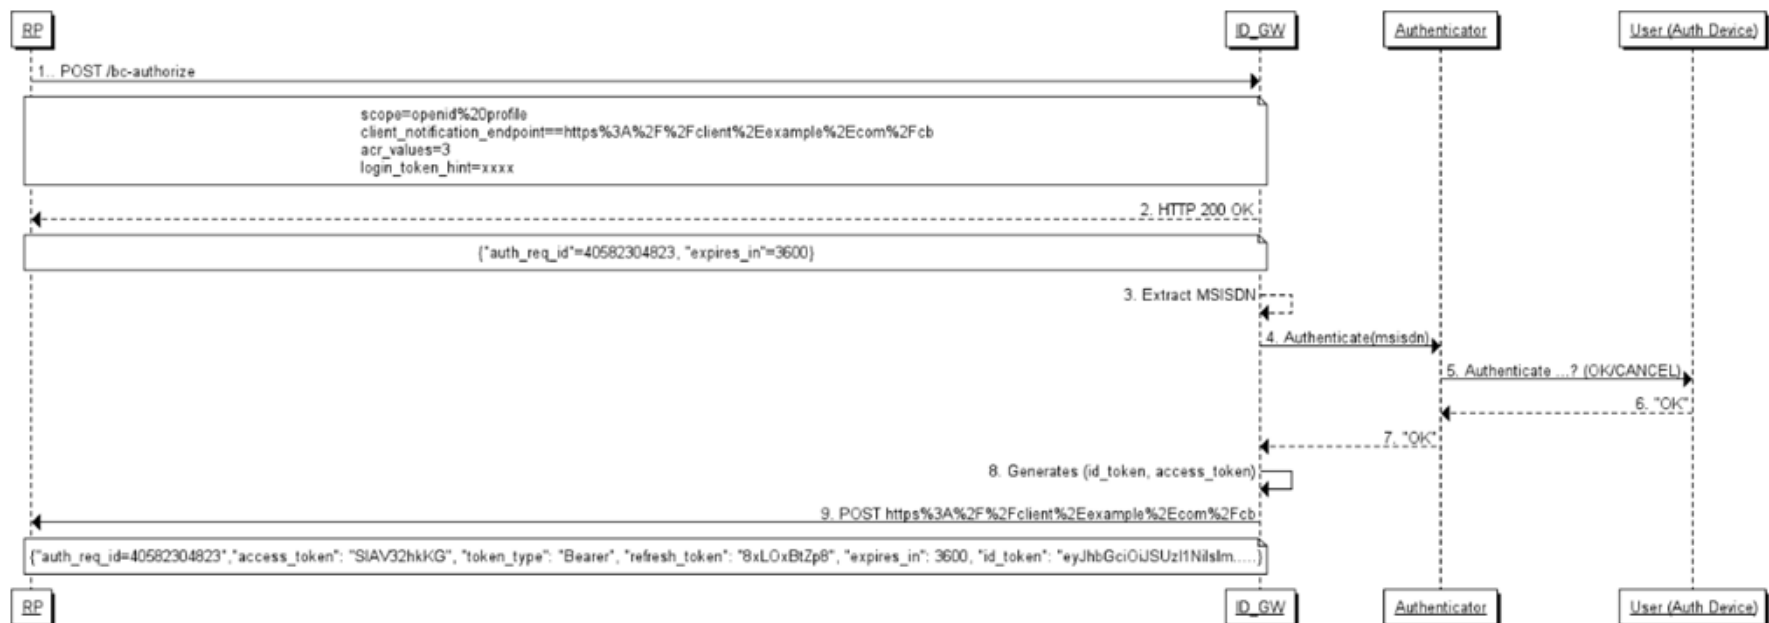 RP
ID_GW
Authenticator
User (Auth Device)
1.. POST /bc-authorize
scope=openid%20profile
client_notification_endpoint==https%3A%2F%2Fclient%2Eexample%2Ecom%2Fcb
acr_values=3
login_token_hint=xxxx
2. HTTP 200 OK
{"auth_req_id"=40582304823, "expires_in"=3600}
3. Extract MSISDN
4. Authenticate(msisdn)
5. Authenticate ...? (OK/CANCEL)
6. "OK"
7. "OK"
8. Generates (id_token, access_token)
9. POST https%3A%2F%2Fclient%2Eexample%2Ecom%2Fcb
{"auth_req_id=40582304823","access_token": "SlAV32hkKG", "token_type": "Bearer", "refresh_token": "8xLOxBtZp8", "expires_in": 3600, "id_token": "eyJhbGciOiJSUzI1NiIsIm.....}
RP
ID_GW
Authenticator
User (Auth Device)